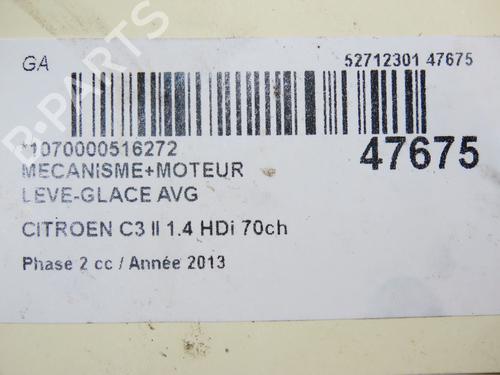 GA 52712301 47675
*1070000516272 47675
MECANISME+MOTEUR
LEVE-GLACE AVG
CITROEN C3 II 1.4 HDi 70ch
Phase 2 cc / Année 2013
B-PARTS